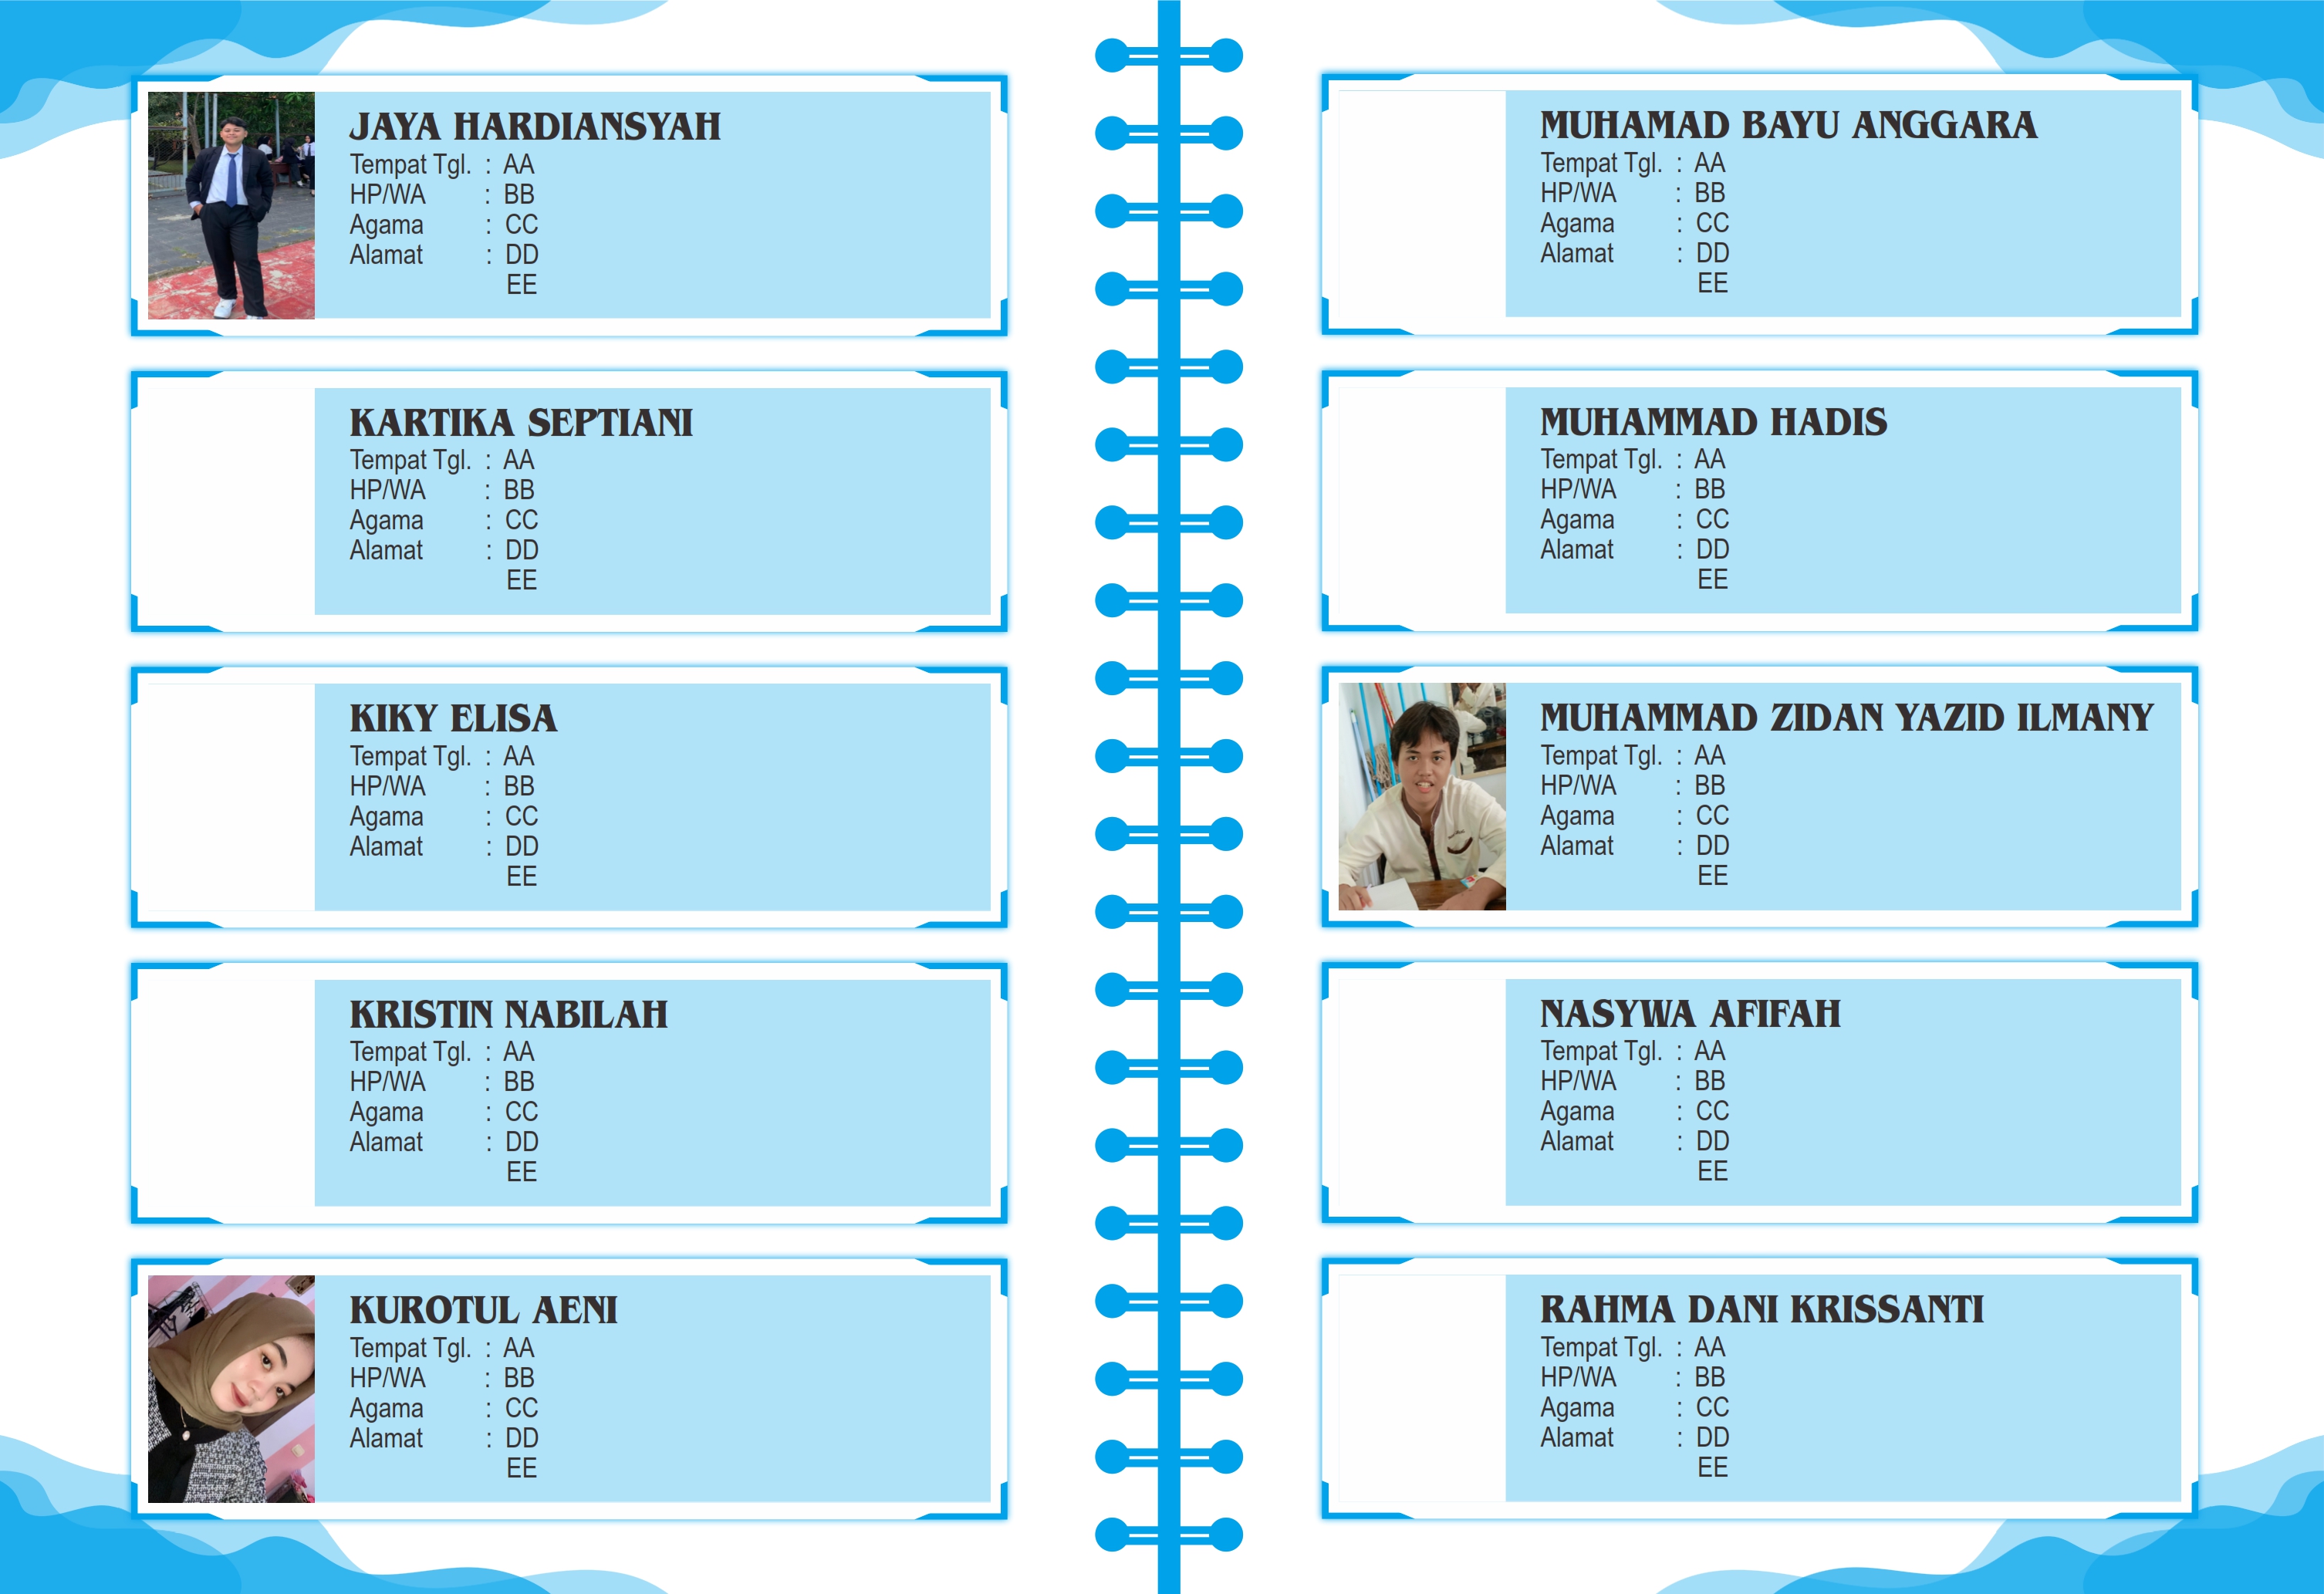 JAYA HARDIANSYAH
Tempat Tgl. : AA
HP/WA : BB
Agama : CC
Alamat : DD
EE
KARTIKA SEPTIANI
Tempat Tgl. : AA
HP/WA : BB
Agama : CC
Alamat : DD
EE
KIKY ELISA
Tempat Tgl. : AA
HP/WA : BB
Agama : CC
Alamat : DD
EE
KRISTIN NABILAH
Tempat Tgl. : AA
HP/WA : BB
Agama : CC
Alamat : DD
EE
KUROTUL AENI
Tempat Tgl. : AA
HP/WA : BB
Agama : CC
Alamat : DD
EE
MUHAMAD BAYU ANGGARA
Tempat Tgl. : AA
HP/WA : BB
Agama : CC
Alamat : DD
EE
MUHAMMAD HADIS
Tempat Tgl. : AA
HP/WA : BB
Agama : CC
Alamat : DD
EE
MUHAMMAD ZIDAN YAZID ILMANY
Tempat Tgl. : AA
HP/WA : BB
Agama : CC
Alamat : DD
EE
NASYWA AFIFAH
Tempat Tgl. : AA
HP/WA : BB
Agama : CC
Alamat : DD
EE
RAHMA DANI KRISSANTI
Tempat Tgl. : AA
HP/WA : BB
Agama : CC
Alamat : DD
EE